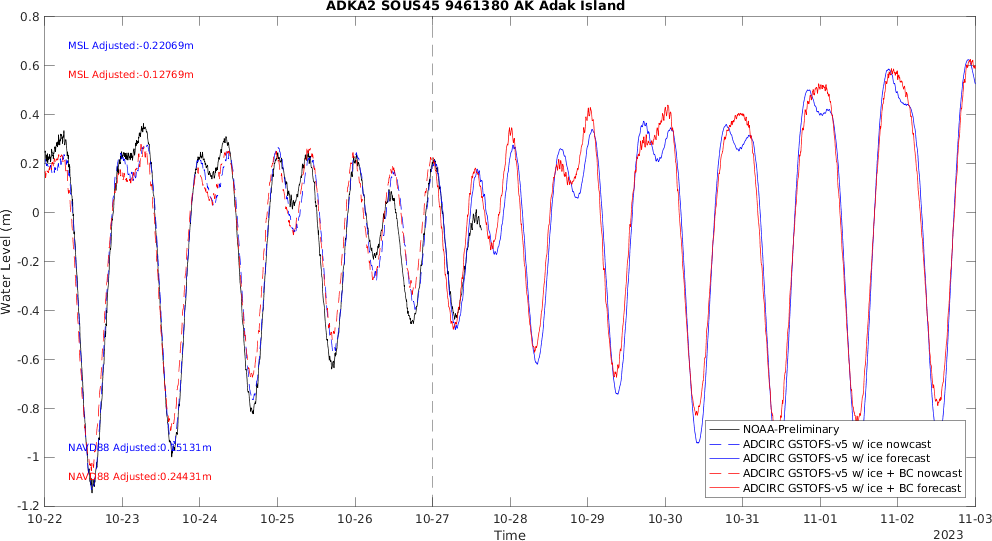 ADKA2 SOUS45 9461380 AK Adak Island
MSL Adjusted:-0.22069m
MSL Adjusted:-0.12769m
NAVD88 Adjusted:0.15131m
NAVD88 Adjusted:0.24431m
Water Level (m)
0.8
0.6
0.4
0.2
0
-0.2
-0.4
-0.6
-0.8
-1
-1.2
NOAA-Preliminary
ADCIRC GSTOFS-v5 w/ ice nowcast
ADCIRC GSTOFS-v5 w/ ice forecast
ADCIRC GSTOFS-v5 w/ ice + BC nowcast
ADCIRC GSTOFS-v5 w/ ice + BC forecast
10-22 10-23 10-24 10-25 10-26 10-27 10-28 10-29 10-30 10-31 11-01 11-02 11-03
Time
2023